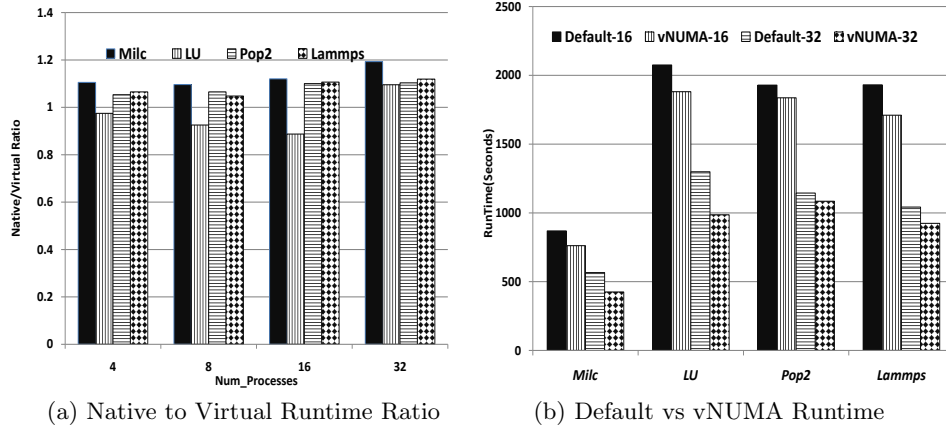 1.4
1.2
1
0.8
0.6
0.4
0.2
0
Native/Virtual Ratio
Milc LU Pop2 Lammps
4 8 16 32
Num_Processes
(a) Native to Virtual Runtime Ratio
2500
2000
1500
1000
500
0
RunTime(Seconds)
Default-16 vNUMA-16 Default-32 vNUMA-32
Milc LU Pop2 Lammps
(b) Default vs vNUMA Runtime